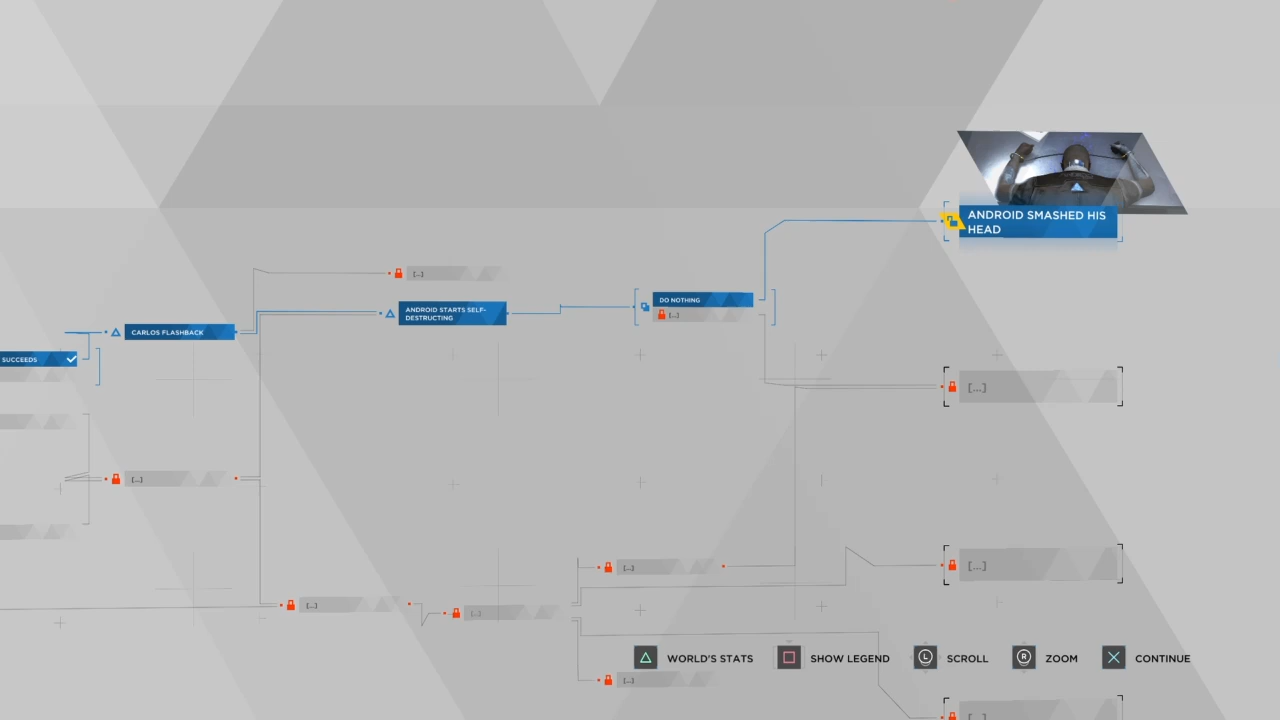 ANDROID SMASHED HIS
HEAD
[...]
ANDROID STARTS SELF-
DESTRUCTING
DO NOTHING
[...]
CARLOS FLASHBACK
SUCCEEDS
[...]
[...]
[...]
[...]
[...]
[...]
[...]
WORLD'S STATS
SHOW LEGEND
L
SCROLL
R
ZOOM
CONTINUE
[...]
[...]